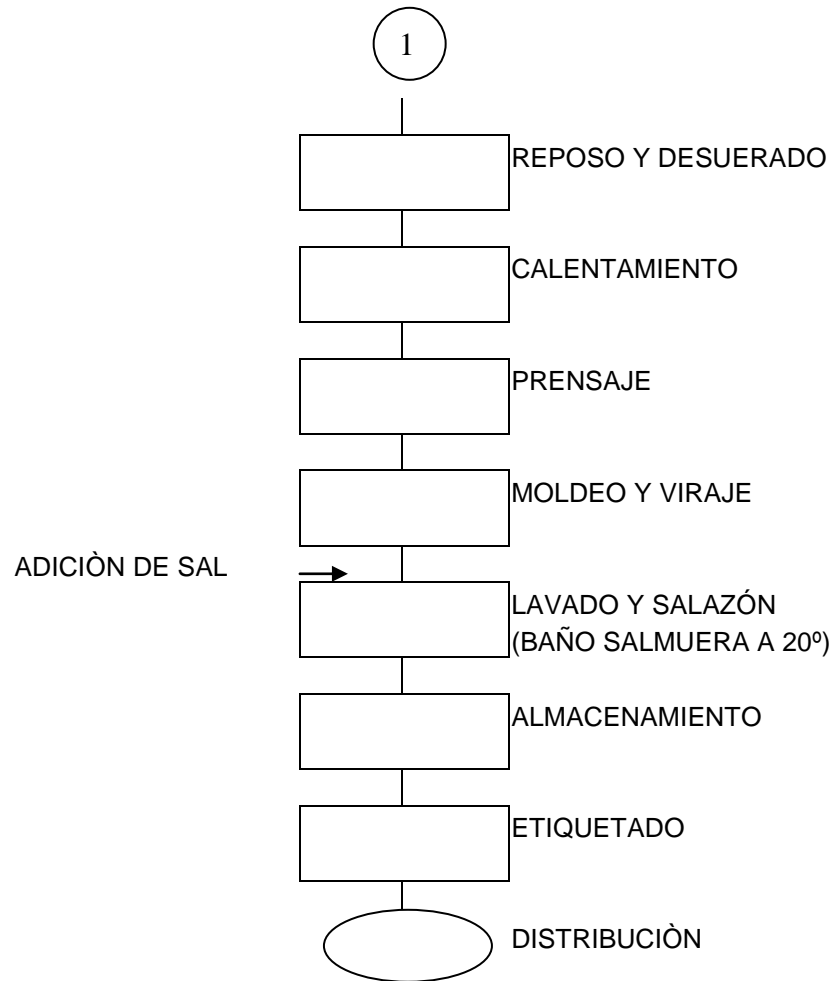 1
REPOSO Y DESUERADO
CALENTAMIENTO
PRENSAJE
MOLDEO Y VIRAJE
ADICIÒN DE SAL
LAVADO Y SALAZÓN
(BAÑO SALMUERA A 20º)
ALMACENAMIENTO
ETIQUETADO
DISTRIBUCIÒN